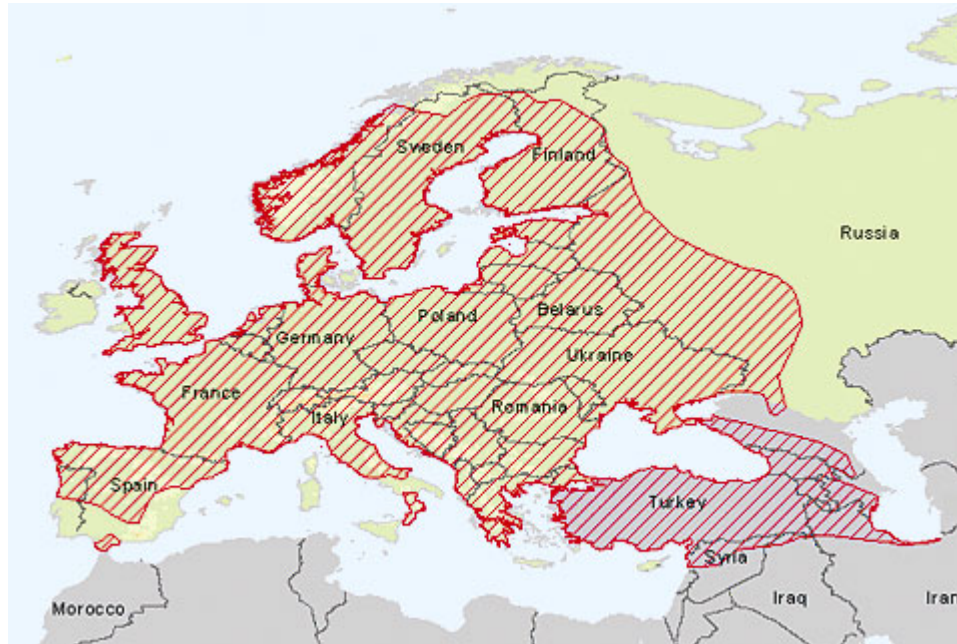 Sweden
Finland
Russia
Belarus
Poland
Germany
Ukraine
France
Romania
Italy
Spain
Turkey
Syria
Iraq
Iran
Morocco